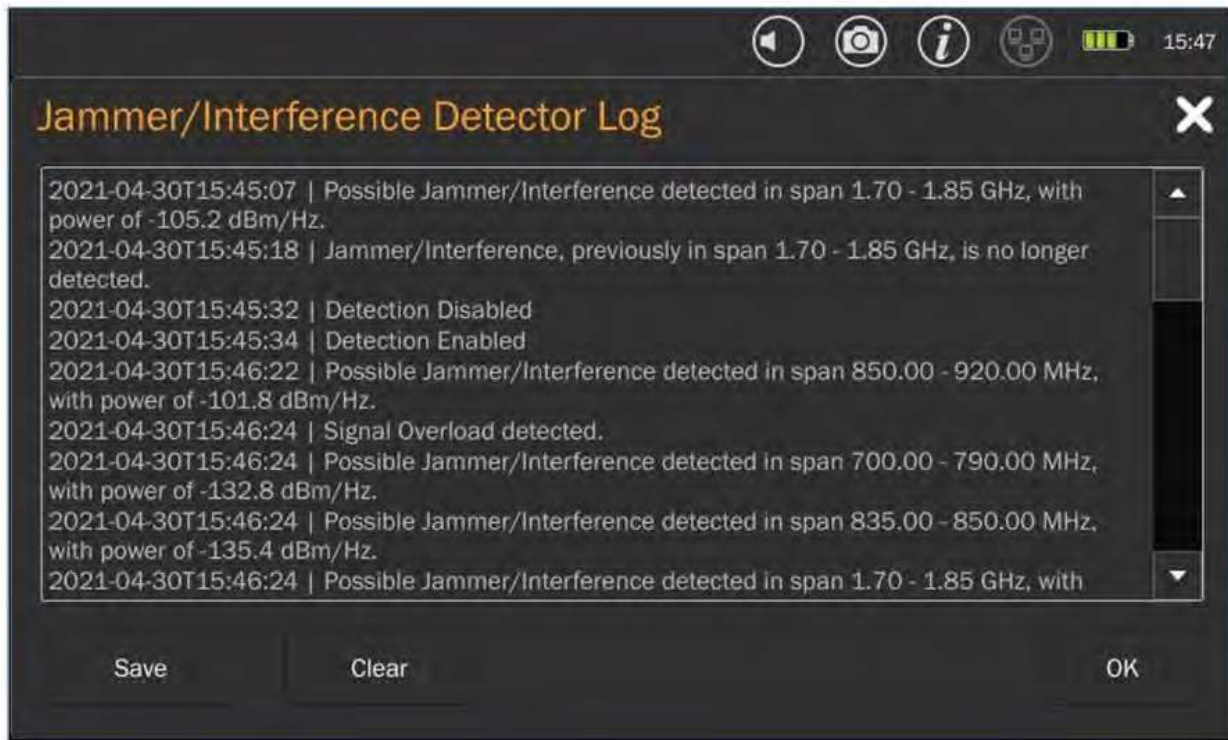 15:47
Jammer/Interference Detector Log
2021-04-30T15:45:07 | Possible Jammer/Interference detected in span 1.70 - 1.85 GHz, with
power of -105.2 dBm/Hz.
2021-04-30T15:45:18 | Jammer/Interference, previously in span 1.70 - 1.85 GHz, is no longer
detected.
2021-04-30T15:45:32 | Detection Disabled
2021-04-30T15:45:34 | Detection Enabled
2021-04-30T15:46:22 | Possible Jammer/Interference detected in span 850.00 - 920.00 MHz,
with power of -101.8 dBm/Hz.
2021-04-30T15:46:24 | Signal Overload detected.
2021-04-30T15:46:24 | Possible Jammer/Interference detected in span 700.00 - 790.00 MHz,
with power of -132.8 dBm/Hz.
2021-04-30T15:46:24 | Possible Jammer/Interference detected in span 835.00 - 850.00 MHz,
with power of -135.4 dBm/Hz.
2021-04-30T15:46:24 | Possible Jammer/Interference detected in span 1.70 - 1.85 GHz, with
Save Clear OK